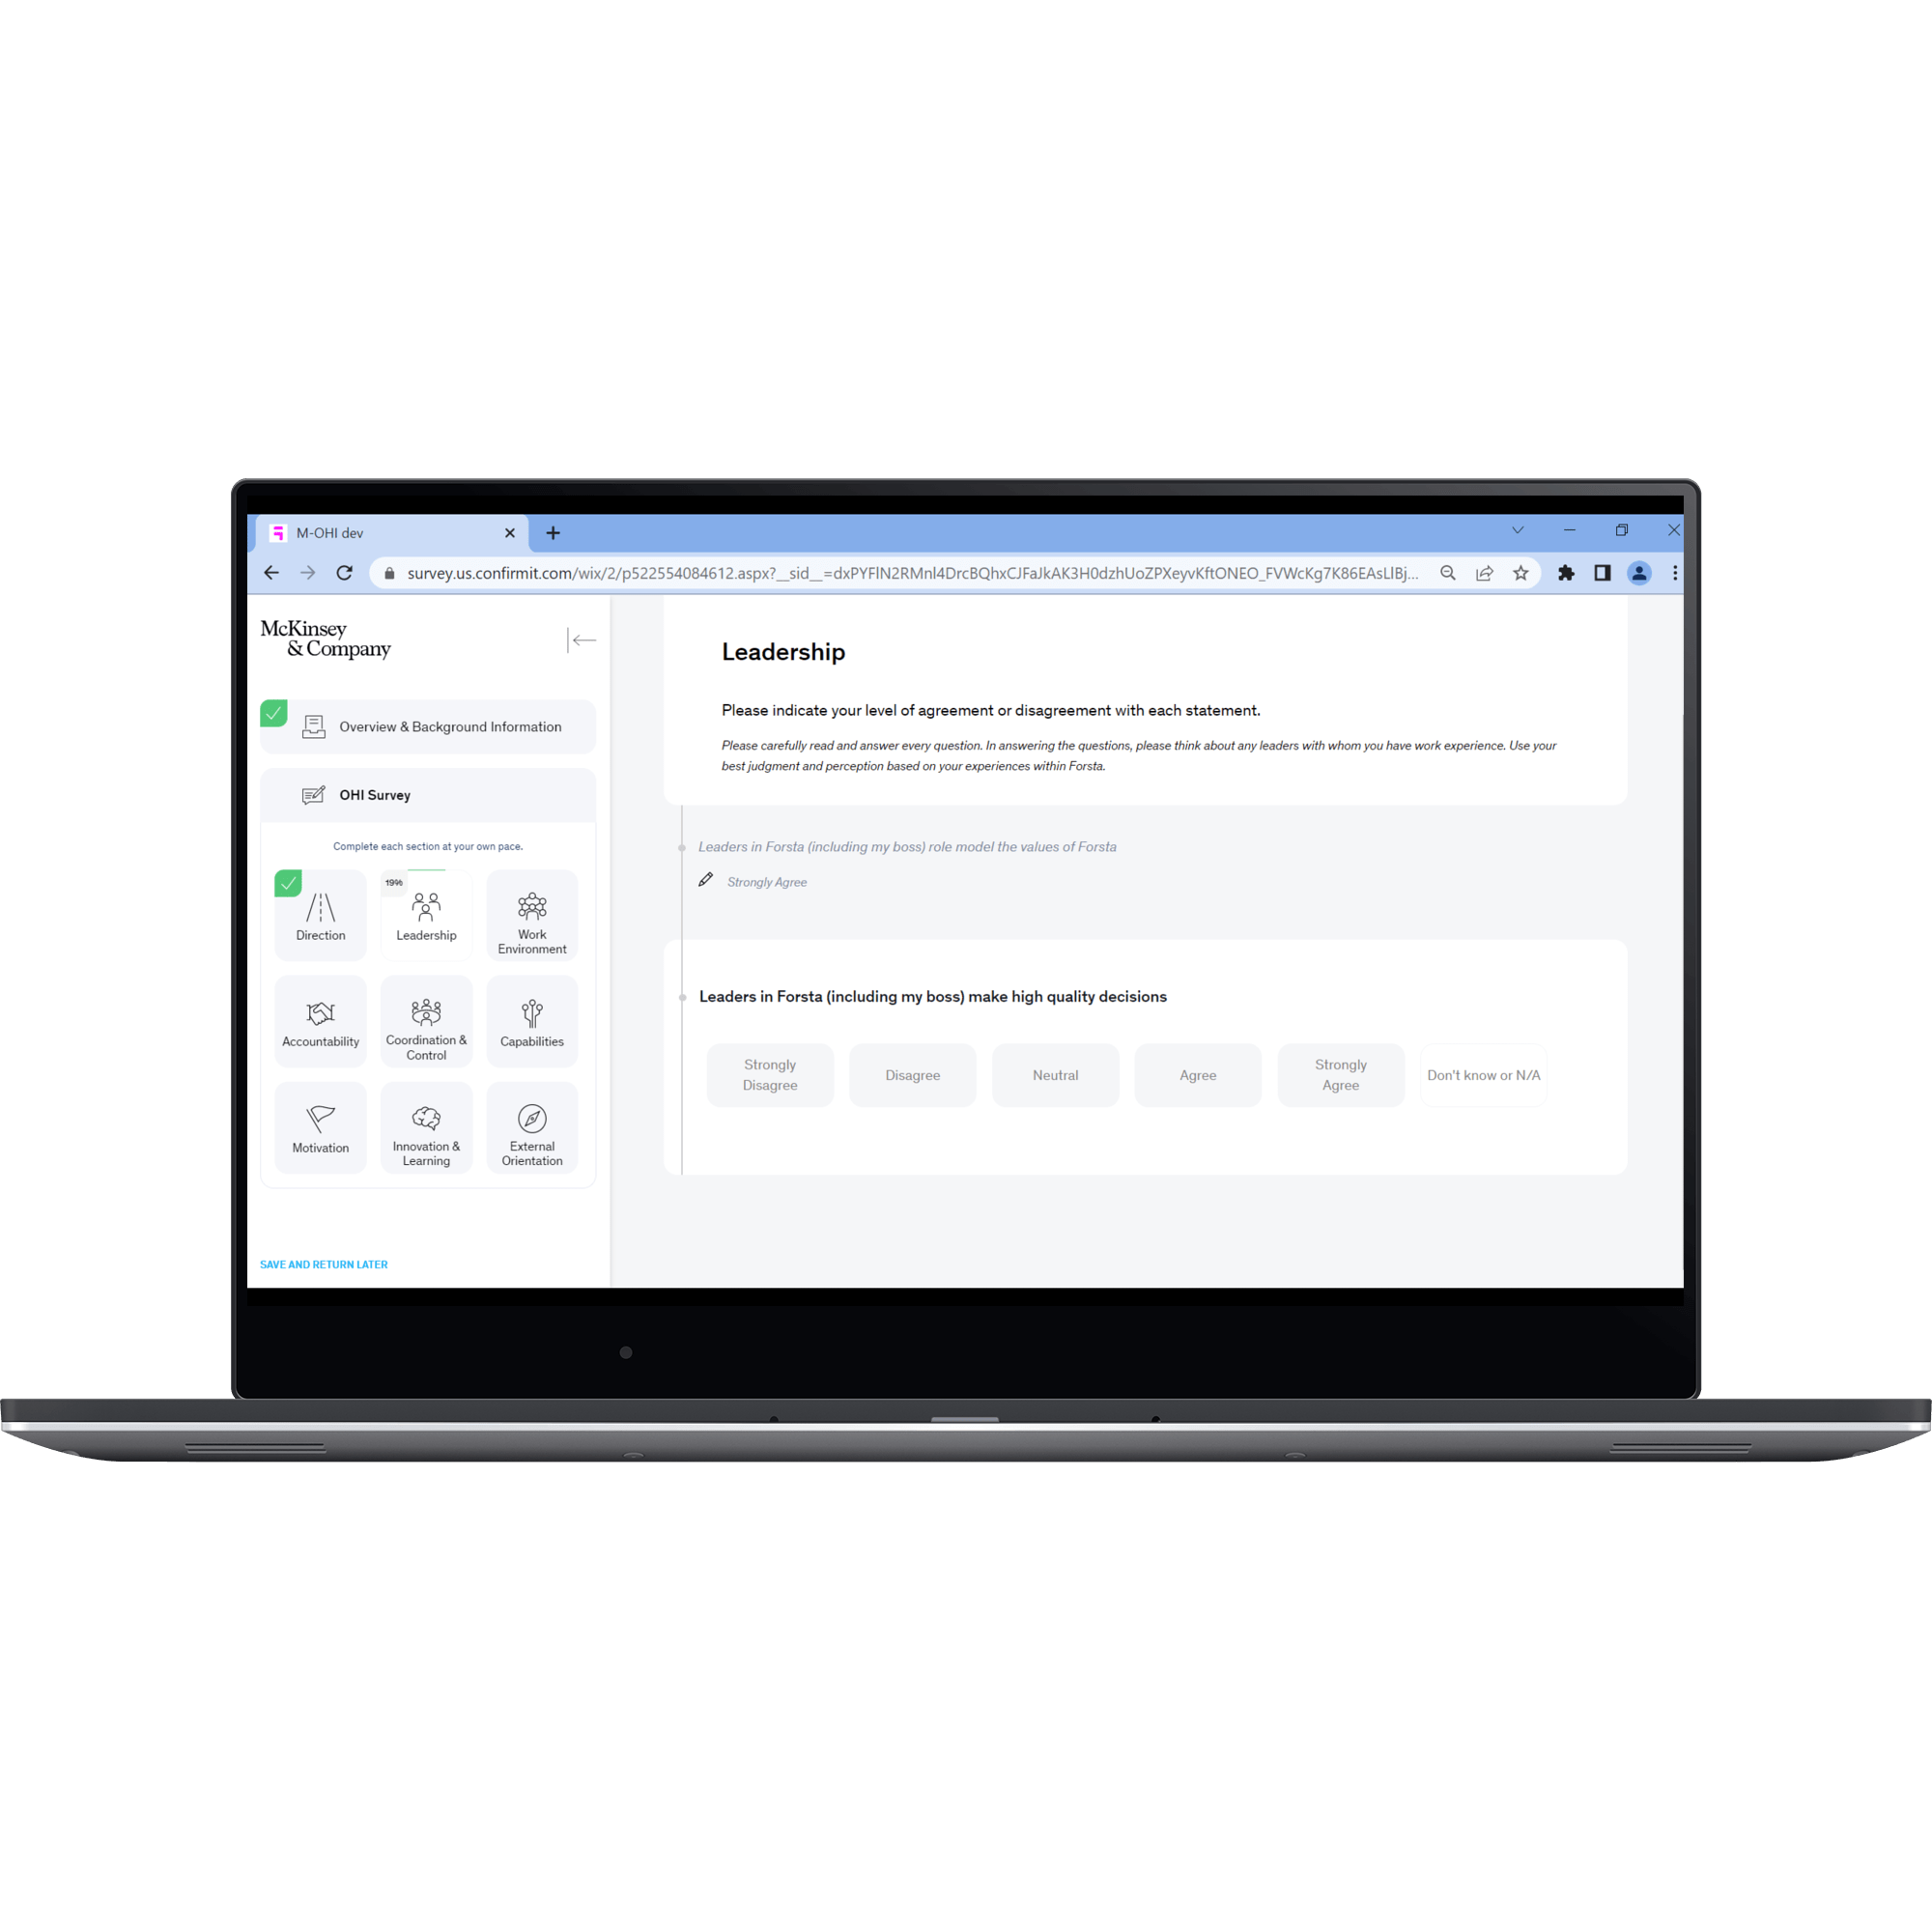 M-OHI dev
survey.us.confirmit.com/wix/2/p522554084612.aspx?__sid__=dxPYFlN2RMnl4DrcBQhxCJFaJkAK3H0dzhUoZPXeyvKftONEO_FVWcKg7K86EAsLlBj...
McKinsey
& Company
Overview & Background Information
OHI Survey
Complete each section at your own pace.
Direction
19%
Leadership
Work
Environment
Accountability
Coordination &
Control
Capabilities
Motivation
Innovation &
Learning
External
Orientation
SAVE AND RETURN LATER
Leadership
Please indicate your level of agreement or disagreement with each statement.
Please carefully read and answer every question. In answering the questions, please think about any leaders with whom you have work experience. Use your
best judgment and perception based on your experiences within Forsta.
Leaders in Forsta (including my boss) role model the values of Forsta
Strongly Agree
Leaders in Forsta (including my boss) make high quality decisions
Strongly
Disagree
Disagree
Neutral
Agree
Strongly
Agree
Don't know or N/A